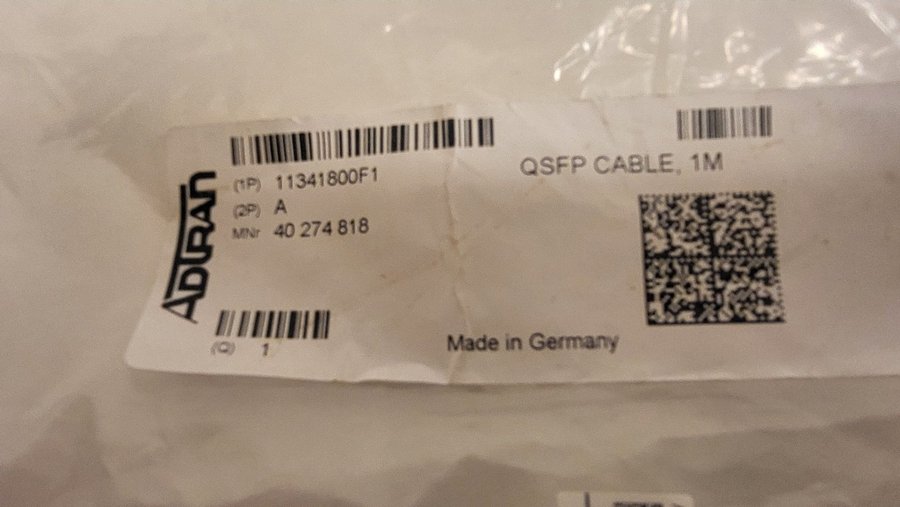 ADTRAN
(1P) 11341800F1
(2P) A
MNr 40 274 818
(Q) 1
QSFP CABLE, 1M
Made in Germany